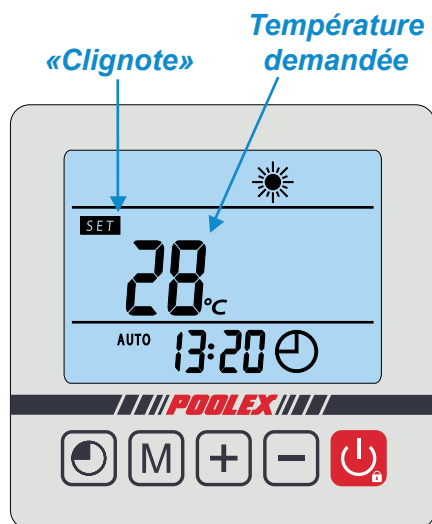 Température
«Clignote» demandée
SET
28°C
AUTO 13:20
POOLEX
M + −